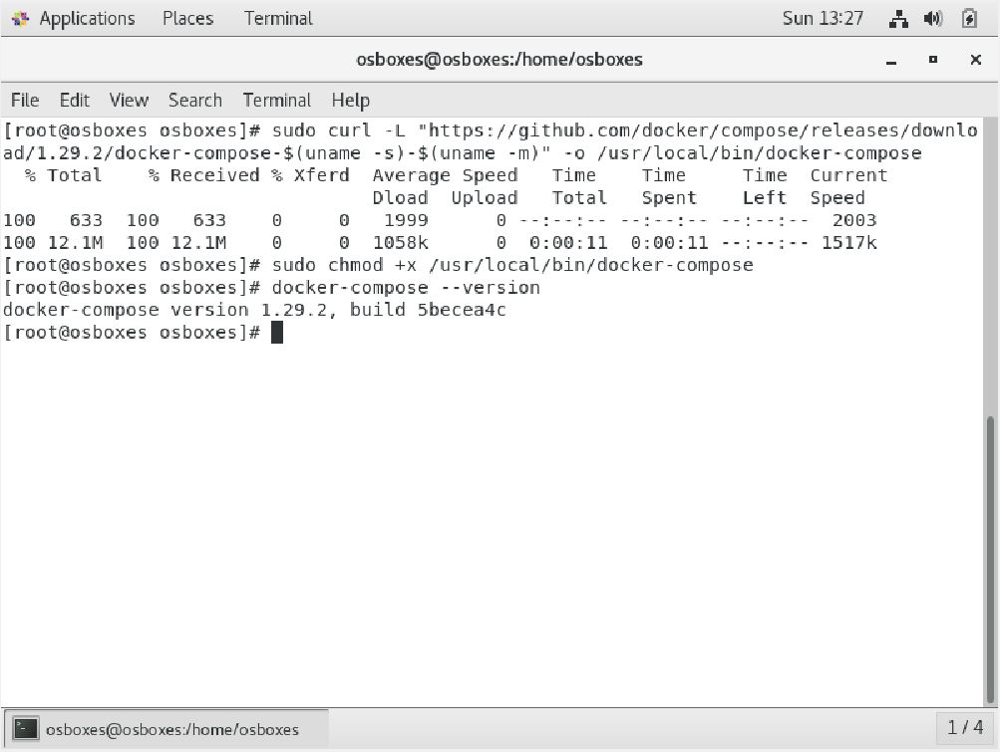 Applications Places Terminal Sun 13:27
osboxes@osboxes:/home/osboxes
File Edit View Search Terminal Help
[root@osboxes osboxes]# sudo curl -L "https://github.com/docker/compose/releases/downlo
ad/1.29.2/docker-compose-$(uname -s)-$(uname -m)" -o /usr/local/bin/docker-compose
  % Total    % Received % Xferd  Average Speed   Time    Time     Time  Current
                                 Dload  Upload   Total   Spent    Left  Speed
100   633  100   633    0     0   1999      0 --:--:-- --:--:-- --:--:--  2003
100 12.1M  100 12.1M    0     0  1058k      0  0:00:11  0:00:11 --:--:-- 1517k
[root@osboxes osboxes]# sudo chmod +x /usr/local/bin/docker-compose
[root@osboxes osboxes]# docker-compose --version
docker-compose version 1.29.2, build 5becea4c
[root@osboxes osboxes]#
osboxes@osboxes:/home/osboxes 1 / 4